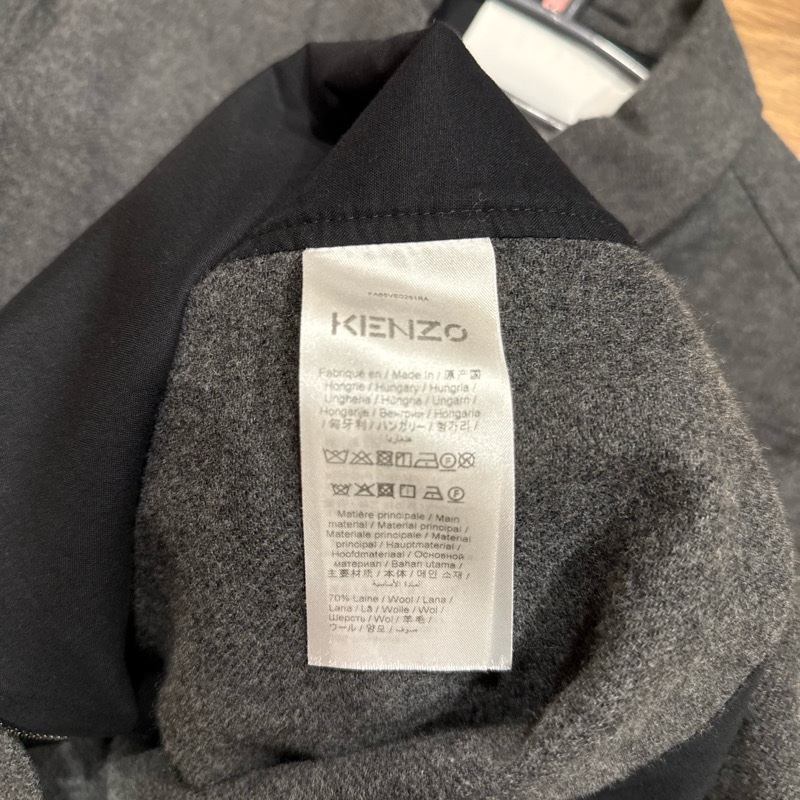 KENZO
Fabriqué en / Made In / 原产国
Hongrie / Hungary / Hungria /
Ungheria / Hungria / Ungarn /
Hongarije / Венгрия / Hongaria
/ 匈牙利 / ハンガリー / 헝가리 /
هنغاريا
Matière principale / Main
material / Material principal /
Materiale principale / Material
principal / Hauptmaterial /
Hoofdmateriaal / Основной
материал / Bahan utama /
主要材质 / 本体 / 메인 소재 /
70% Laine / Wool / Lana /
Lana / Lã / Wolle / Wol /
Шерсть / Wol / 羊毛 /
ウール / 양모 / صوف